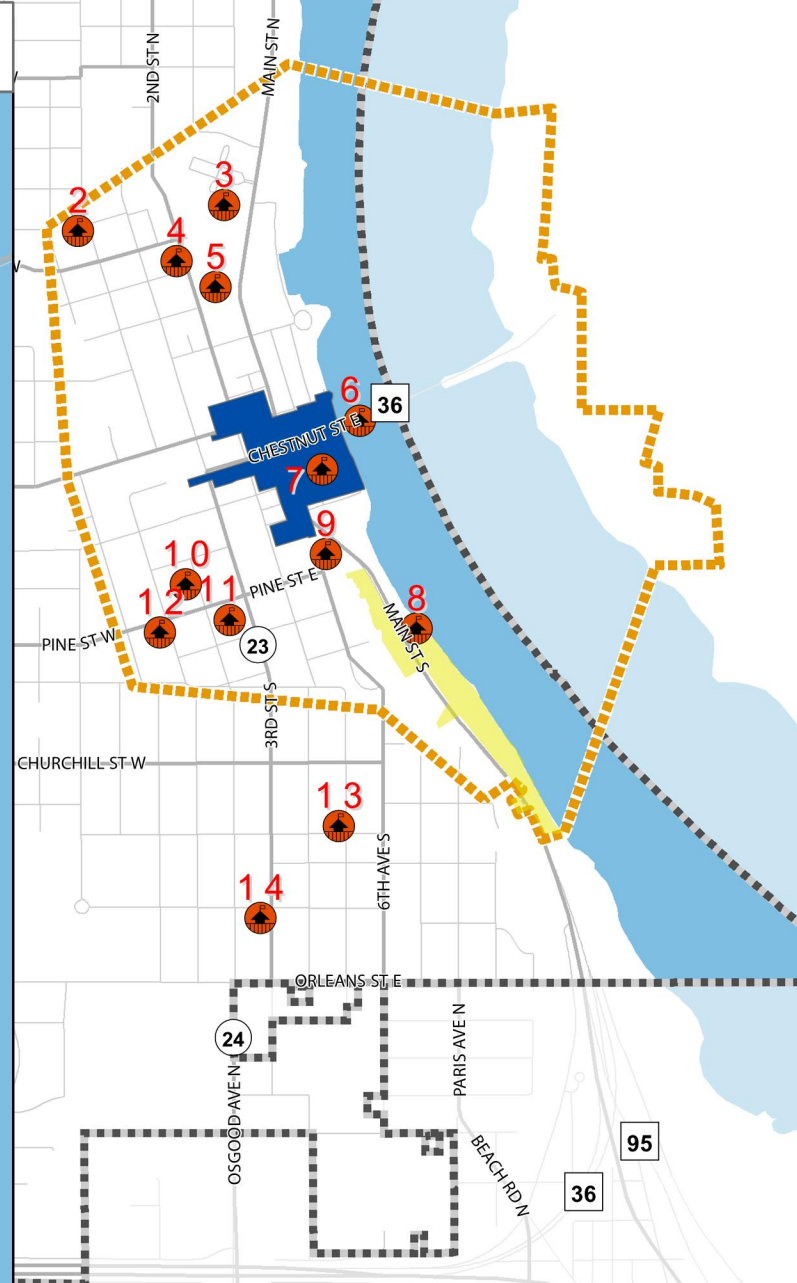 2ND ST N
MAIN ST N
3
2
4
5
6
36
CHESTNUT ST E
7
9
10
PINE ST E
12
11
8
MAIN ST S
PINE ST W
23
3RD ST S
CHURCHILL ST W
13
6TH AVE S
14
ORLEANS ST E
24
PARIS AVE N
OSGOOD AVE N
BEACH RD N
95
36